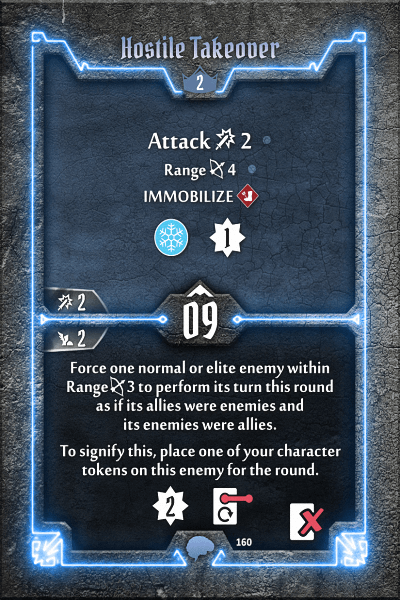 Hostile Takeover
2
Attack 2
Range 4
IMMOBILIZE
1
2
09
2
Force one normal or elite enemy within
Range 3 to perform its turn this round
as if its allies were enemies and
its enemies were allies.
To signify this, place one of your character
tokens on this enemy for the round.
2
160